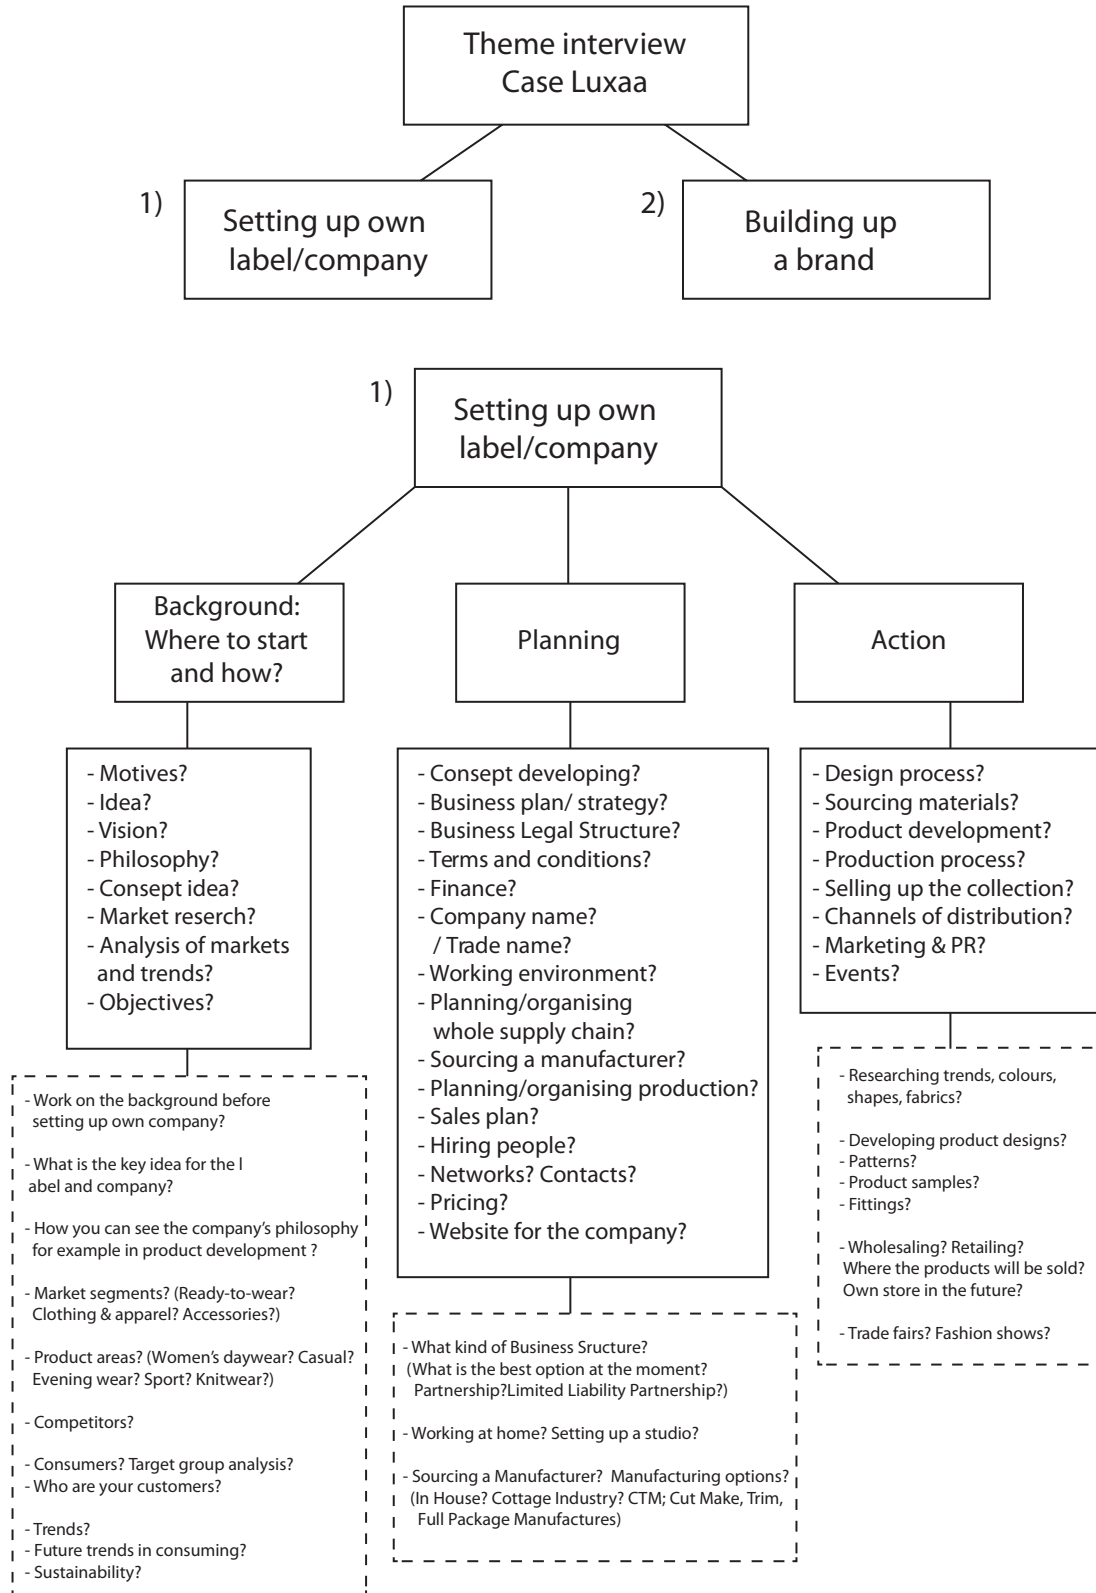 Theme interview
Case Luxaa
1)
Setting up own
label/company
2)
Building up
a brand
1)
Setting up own
label/company
Background:
Where to start
and how?
- Motives?
- Idea?
- Vision?
- Philosophy?
- Consept idea?
- Market reserch?
- Analysis of markets
and trends?
- Objectives?
- Work on the background before
setting up own company?
- What is the key idea for the l
abel and company?
- How you can see the company's philosophy
for example in product development ?
- Market segments? (Ready-to-wear?
Clothing & apparel? Accessories?)
- Product areas? (Women's daywear? Casual?
Evening wear? Sport? Knitwear?)
- Competitors?
- Consumers? Target group analysis?
- Who are your customers?
- Trends?
- Future trends in consuming?
- Sustainability?
Planning
- Consept developing?
- Business plan/ strategy?
- Business Legal Structure?
- Terms and conditions?
- Finance?
- Company name?
/ Trade name?
- Working environment?
- Planning/organising
whole supply chain?
- Sourcing a manufacturer?
- Planning/organising production?
- Sales plan?
- Hiring people?
- Networks? Contacts?
- Pricing?
- Website for the company?
- What kind of Business Sructure?
(What is the best option at the moment?
Partnership?Limited Liability Partnership?)
- Working at home? Setting up a studio?
- Sourcing a Manufacturer? Manufacturing options?
(In House? Cottage Industry? CTM; Cut Make, Trim,
Full Package Manufactures)
Action
- Design process?
- Sourcing materials?
- Product development?
- Production process?
- Selling up the collection?
- Channels of distribution?
- Marketing & PR?
- Events?
- Researching trends, colours,
shapes, fabrics?
- Developing product designs?
- Patterns?
- Product samples?
- Fittings?
- Wholesaling? Retailing?
Where the products will be sold?
Own store in the future?
- Trade fairs? Fashion shows?